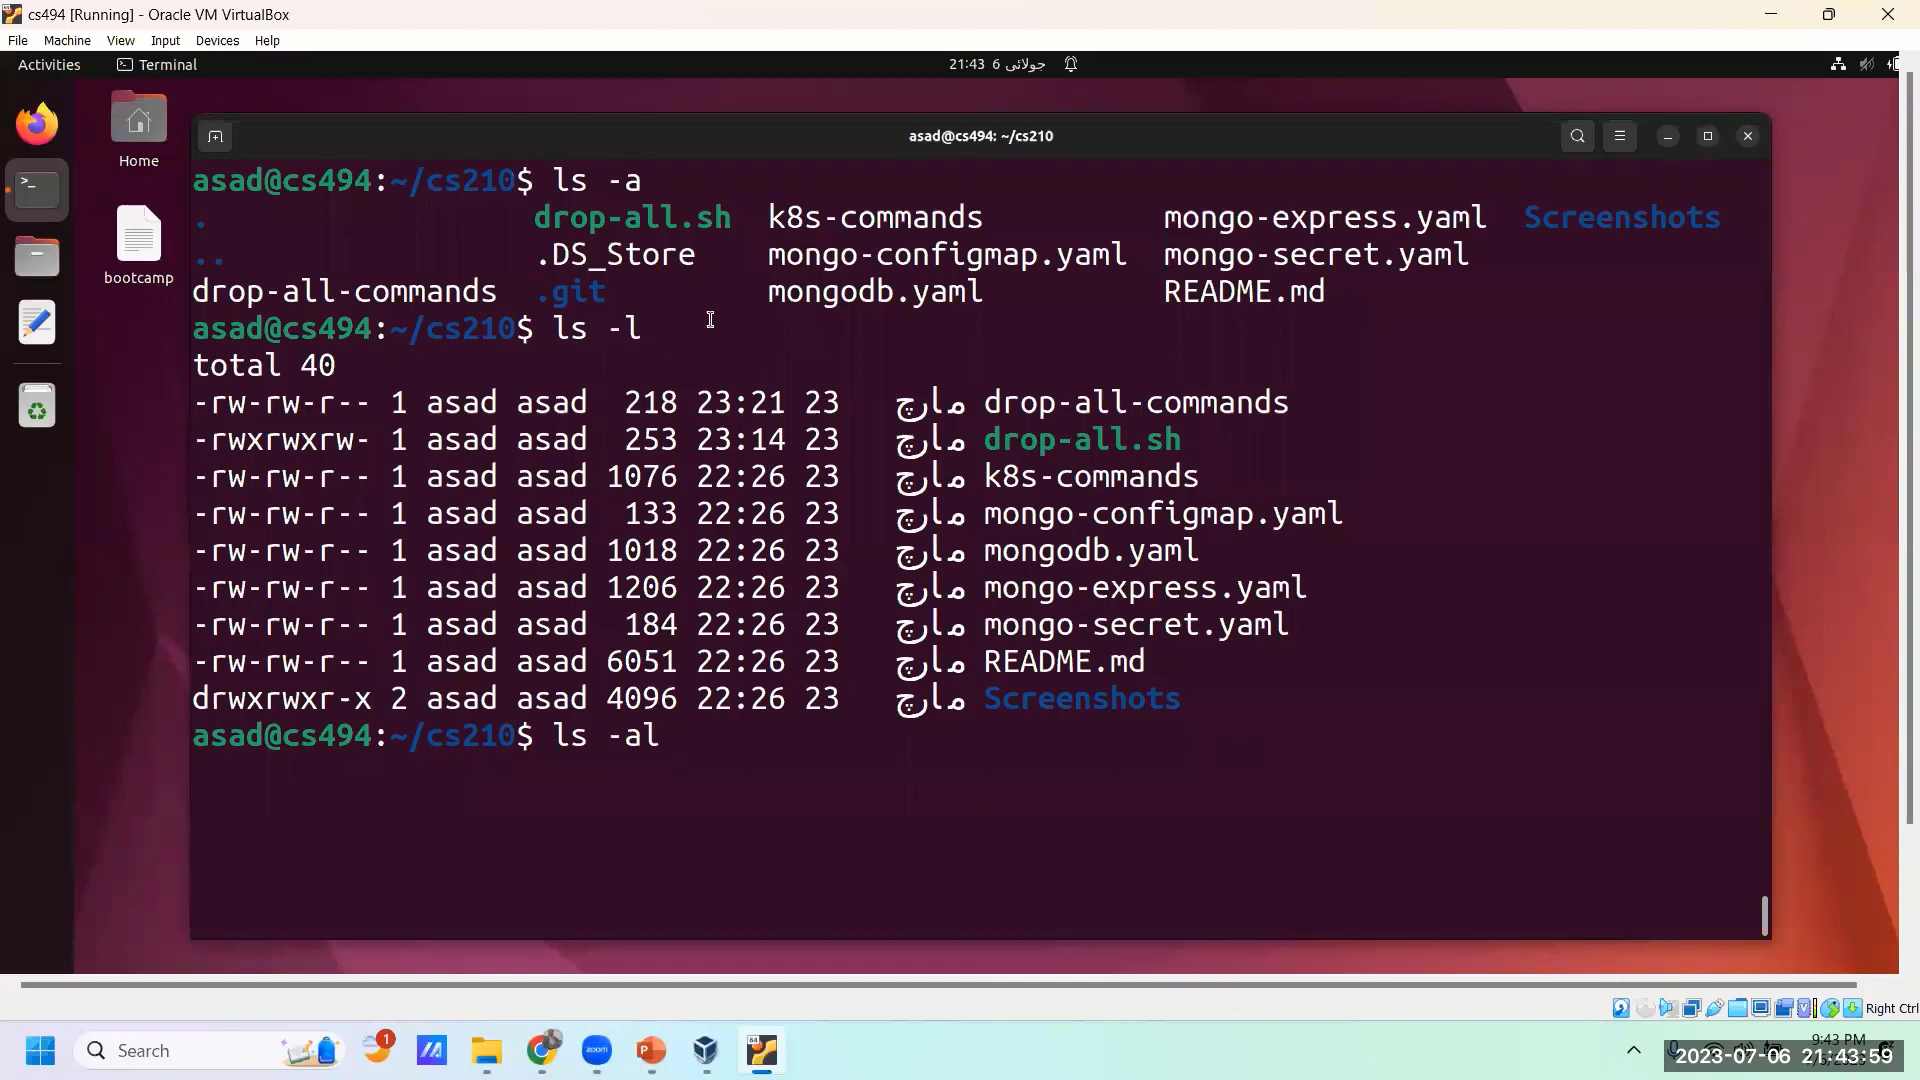 cs494 [Running] - Oracle VM VirtualBox
File Machine View Input Devices Help
Activities Terminal 21:43 6 جولائی
Home
bootcamp
asad@cs494: ~/cs210
asad@cs494:~/cs210$ ls -a
. drop-all.sh k8s-commands mongo-express.yaml Screenshots
.. .DS_Store mongo-configmap.yaml mongo-secret.yaml
drop-all-commands .git mongodb.yaml README.md
asad@cs494:~/cs210$ ls -l
total 40
-rw-rw-r-- 1 asad asad 218 23:21 23 مارچ drop-all-commands
-rwxrwxrw- 1 asad asad 253 23:14 23 مارچ drop-all.sh
-rw-rw-r-- 1 asad asad 1076 22:26 23 مارچ k8s-commands
-rw-rw-r-- 1 asad asad 133 22:26 23 مارچ mongo-configmap.yaml
-rw-rw-r-- 1 asad asad 1018 22:26 23 مارچ mongodb.yaml
-rw-rw-r-- 1 asad asad 1206 22:26 23 مارچ mongo-express.yaml
-rw-rw-r-- 1 asad asad 184 22:26 23 مارچ mongo-secret.yaml
-rw-rw-r-- 1 asad asad 6051 22:26 23 مارچ README.md
drwxrwxr-x 2 asad asad 4096 22:26 23 مارچ Screenshots
asad@cs494:~/cs210$ ls -al
Right Ctrl
Search
1
zoom
9:43 PM
2023-07-06 21:43:59